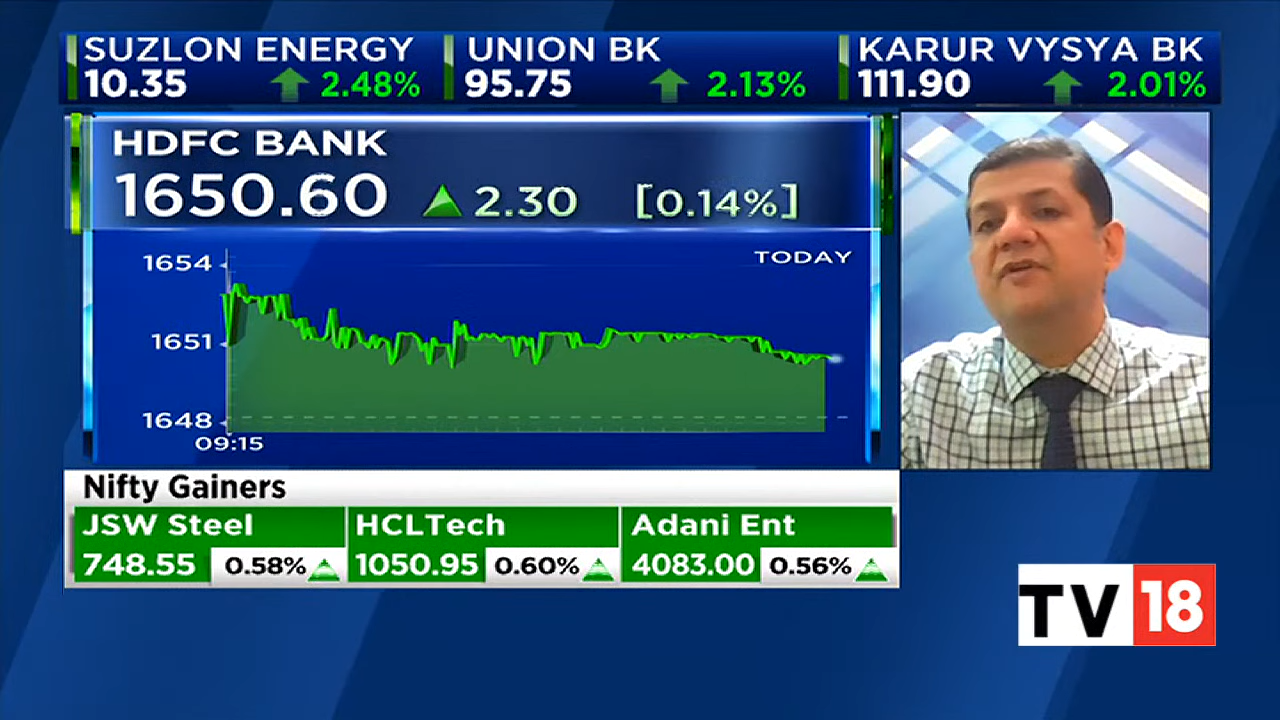 SUZLON ENERGY
10.35 2.48%
UNION BK
95.75 2.13%
KARUR VYSYA BK
111.90 2.01%
HDFC BANK
1650.60 2.30 [0.14%]
TODAY
1654
1651
1648
09:15
Nifty Gainers
JSW Steel
748.55 0.58%
HCLTech
1050.95 0.60%
Adani Ent
4083.00 0.56%
TV18